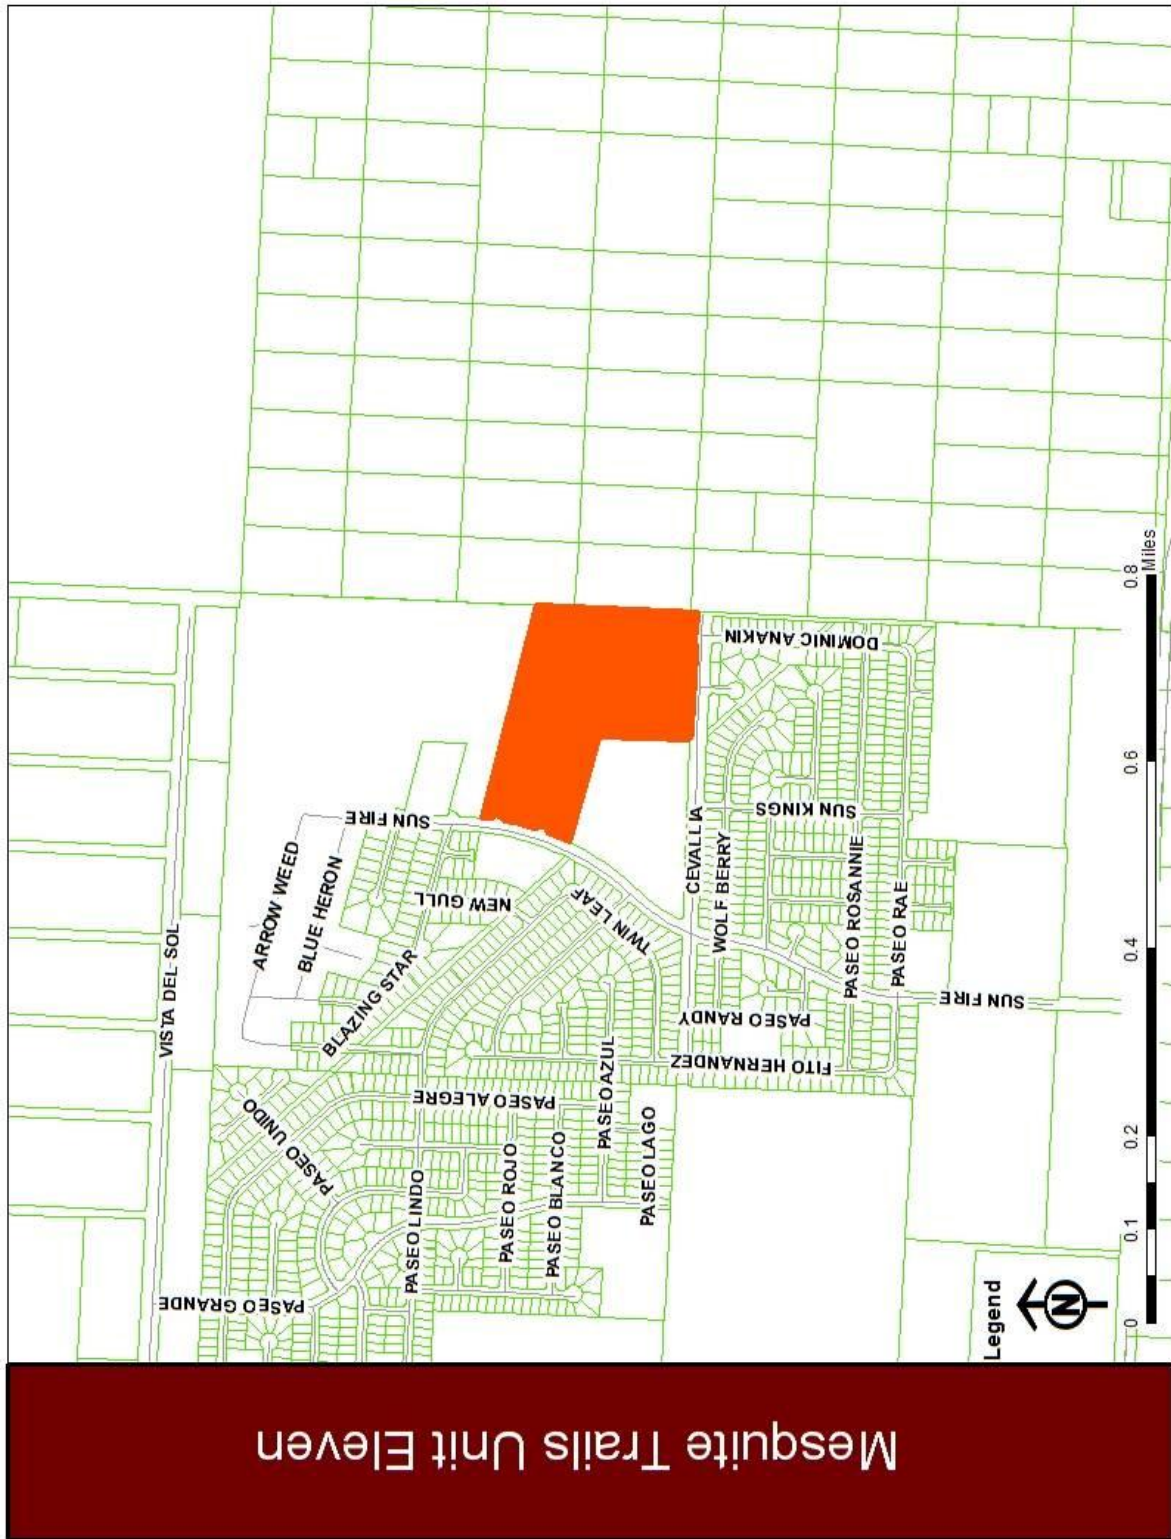 Mesquite Trails Unit Eleven
VISTA DEL SOL
ARROW WEED
BLUE HERON
SUN FIRE
BLAZING STAR
NEW GULL
TWIN LEAF
PASEO GRANDE
PASEO UNIDO
PASEO ALEGRE
PASEO LINDO
PASEO ROJO
PASEO BLANCO
PASEO AZUL
PASEO LAGO
FITO HERNANDEZ
PASEO RANDY
CEVALLIA
WOLF BERRY
SUN KINGS
DOMINIC ANAKIN
PASEO ROSANNIE
PASEO RAE
SUN FIRE
Legend
N
0 0.1 0.2 0.4 0.6 0.8
Miles